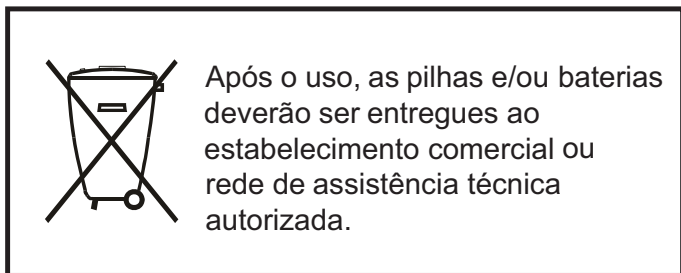 Após o uso, as pilhas e/ou baterias
deverão ser entregues ao
estabelecimento comercial ou
rede de assistência técnica
autorizada.